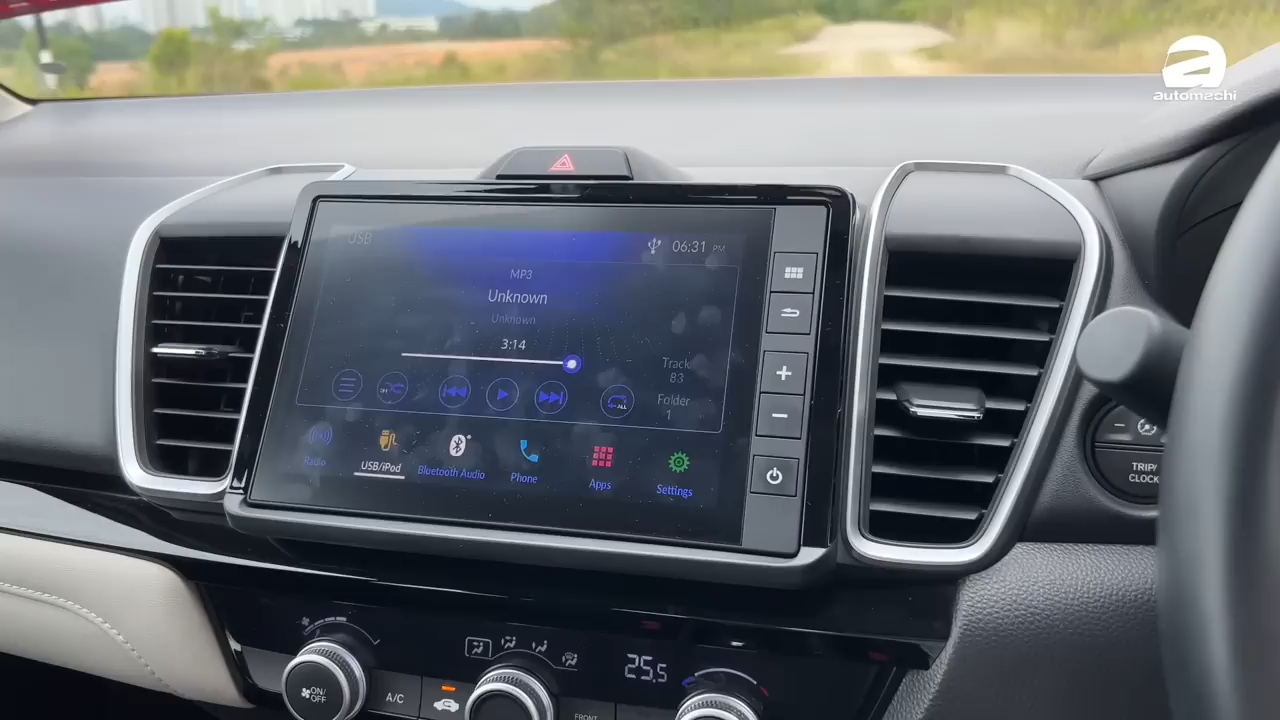 automachi
USB
06:31 PM
MP3
Unknown
Unknown
3:14
Track
83
Folder
1
ALL
Radio
USB/iPod
Bluetooth Audio
Phone
Apps
Settings
TRIP/
CLOCK
25.5
ON/
OFF
A/C
FRONT